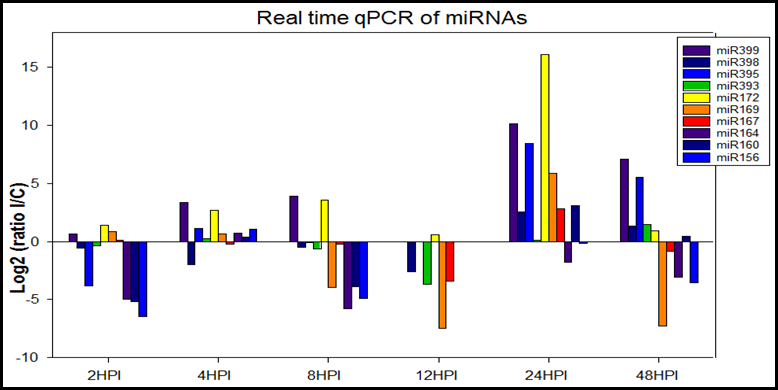 Real time qPCR of miRNAs
Log2 (ratio I/C)
15
10
5
0
-5
-10
2HPI
4HPI
8HPI
12HPI
24HPI
48HPI
miR399
miR398
miR395
miR393
miR172
miR169
miR167
miR164
miR160
miR156